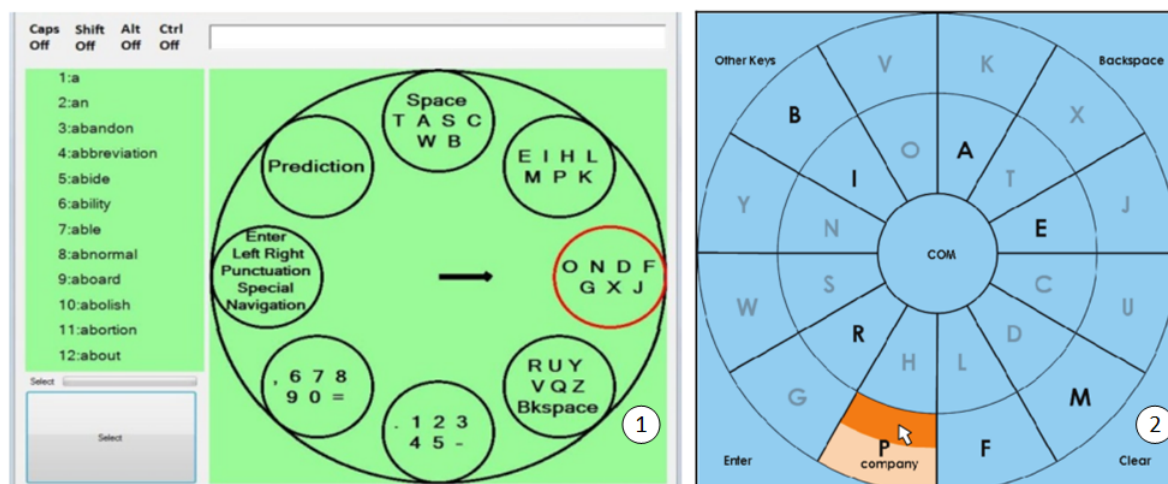 Caps Shift Alt Ctrl
Off Off Off Off
1:a
2:an
3:abandon
4:abbreviation
5:abide
6:ability
7:able
8:abnormal
9:aboard
10:abolish
11:abortion
12:about
Select
Select
Space
T A S C
W B
E I H L
M P K
O N D F
G X J
R U Y
V Q Z
Bkspace
. 1 2 3
4 5 -
, 6 7 8
9 0 =
Enter
Left Right
Punctuation
Special
Navigation
Prediction
1
Other Keys
Backspace
V
K
B
X
O
A
I
T
Y
N
E
J
COM
W
S
C
U
R
D
H
L
G
M
P
company
F
Enter
Clear
2